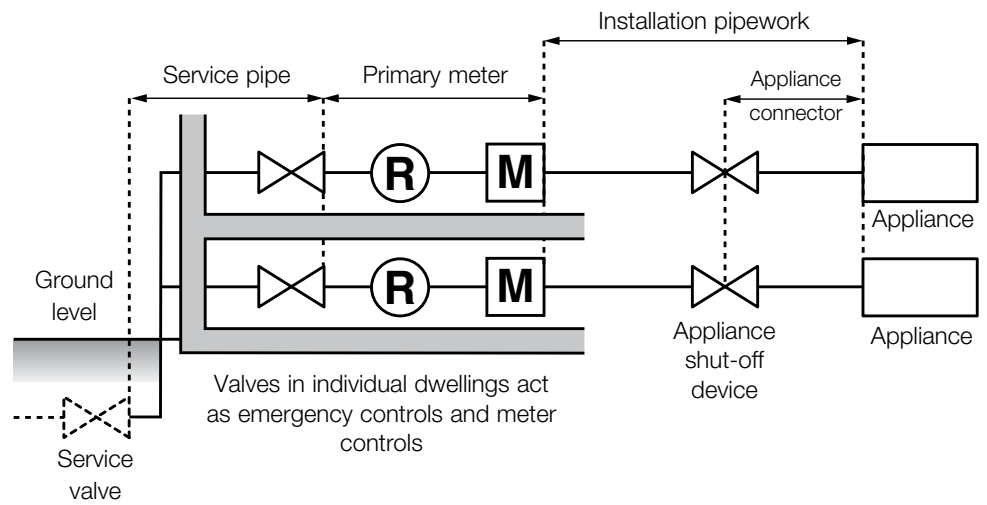 Installation pipework
Service pipe
Primary meter
Appliance
connector
R
M
Appliance
Ground
level
R
M
Appliance
shut-off
device
Appliance
Valves in individual dwellings act
as emergency controls and meter
controls
Service
valve